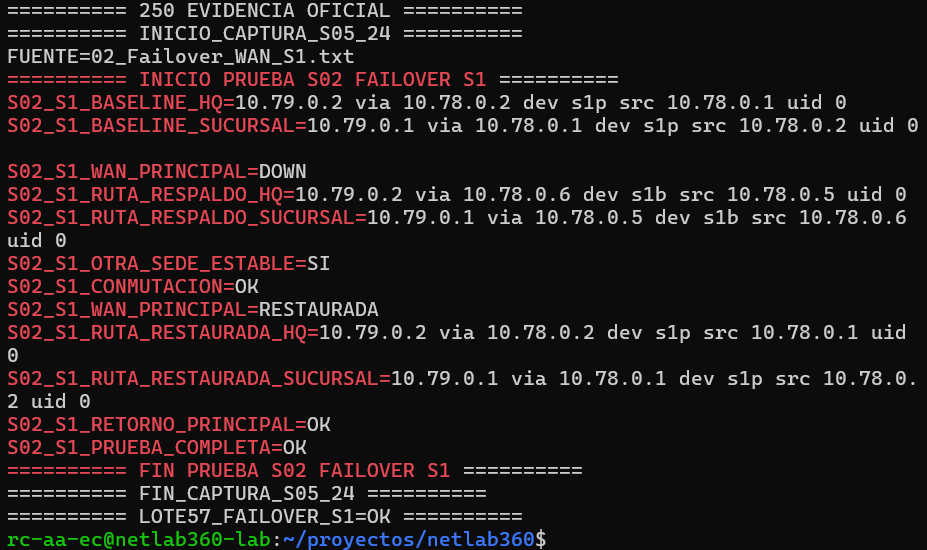 ========== 250 EVIDENCIA OFICIAL ==========
========== INICIO_CAPTURA_S05_24 ==========
FUENTE=02_Failover_WAN_S1.txt
========== INICIO PRUEBA S02 FAILOVER S1 ==========
S02_S1_BASELINE_HQ=10.79.0.2 via 10.78.0.2 dev s1p src 10.78.0.1 uid 0
S02_S1_BASELINE_SUCURSAL=10.79.0.1 via 10.78.0.1 dev s1p src 10.78.0.2 uid 0
S02_S1_WAN_PRINCIPAL=DOWN
S02_S1_RUTA_RESPALDO_HQ=10.79.0.2 via 10.78.0.6 dev s1b src 10.78.0.5 uid 0
S02_S1_RUTA_RESPALDO_SUCURSAL=10.79.0.1 via 10.78.0.5 dev s1b src 10.78.0.6
uid 0
S02_S1_OTRA_SEDE_ESTABLE=SI
S02_S1_CONMUTACION=OK
S02_S1_WAN_PRINCIPAL=RESTAURADA
S02_S1_RUTA_RESTAURADA_HQ=10.79.0.2 via 10.78.0.2 dev s1p src 10.78.0.1 uid
0
S02_S1_RUTA_RESTAURADA_SUCURSAL=10.79.0.1 via 10.78.0.1 dev s1p src 10.78.0.
2 uid 0
S02_S1_RETORNO_PRINCIPAL=OK
S02_S1_PRUEBA_COMPLETA=OK
========== FIN PRUEBA S02 FAILOVER S1 ==========
========== FIN_CAPTURA_S05_24 ==========
========== LOTE57_FAILOVER_S1=OK ==========
rc-aa-ec@netlab360-lab:~/proyectos/netlab360$